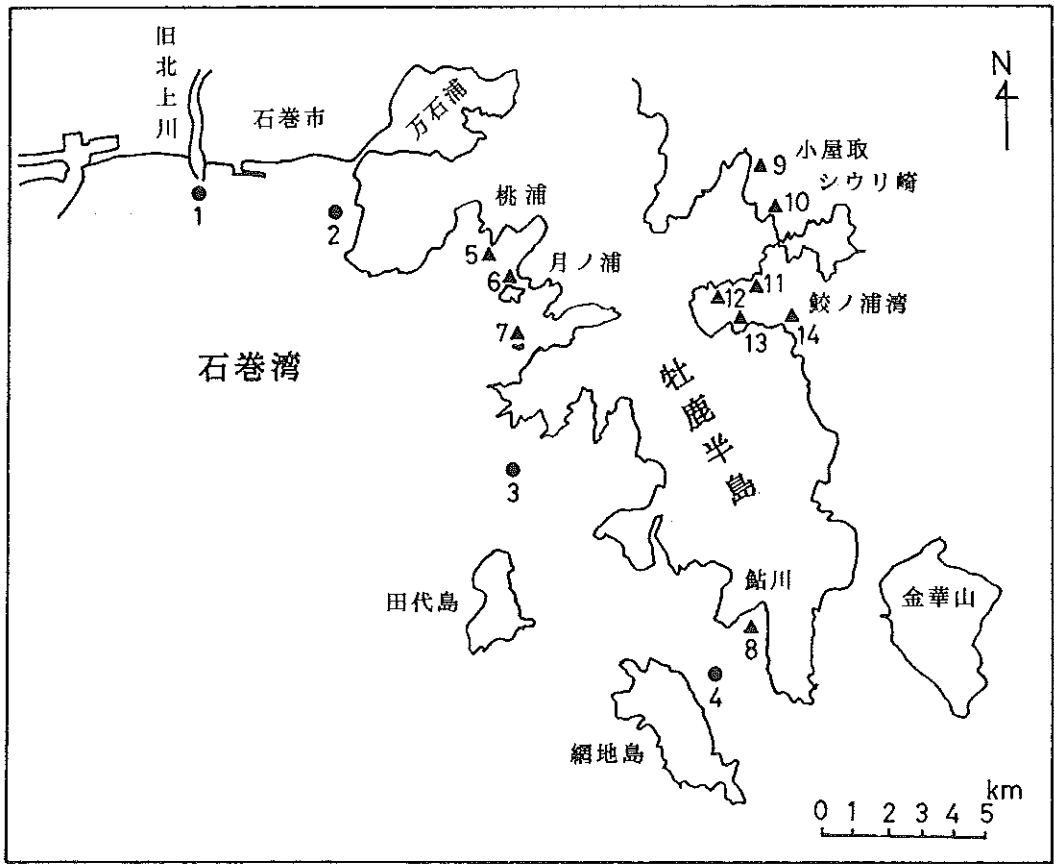 旧北上川
石巻市
万石浦
N
小屋取
シウリ崎
桃浦
月ノ浦
鮫ノ浦湾
石巻湾
牡鹿半島
田代島
鮎川
金華山
網地島
1
2
3
4
5
6
7
8
9
10
11
12
13
14
km
0 1 2 3 4 5